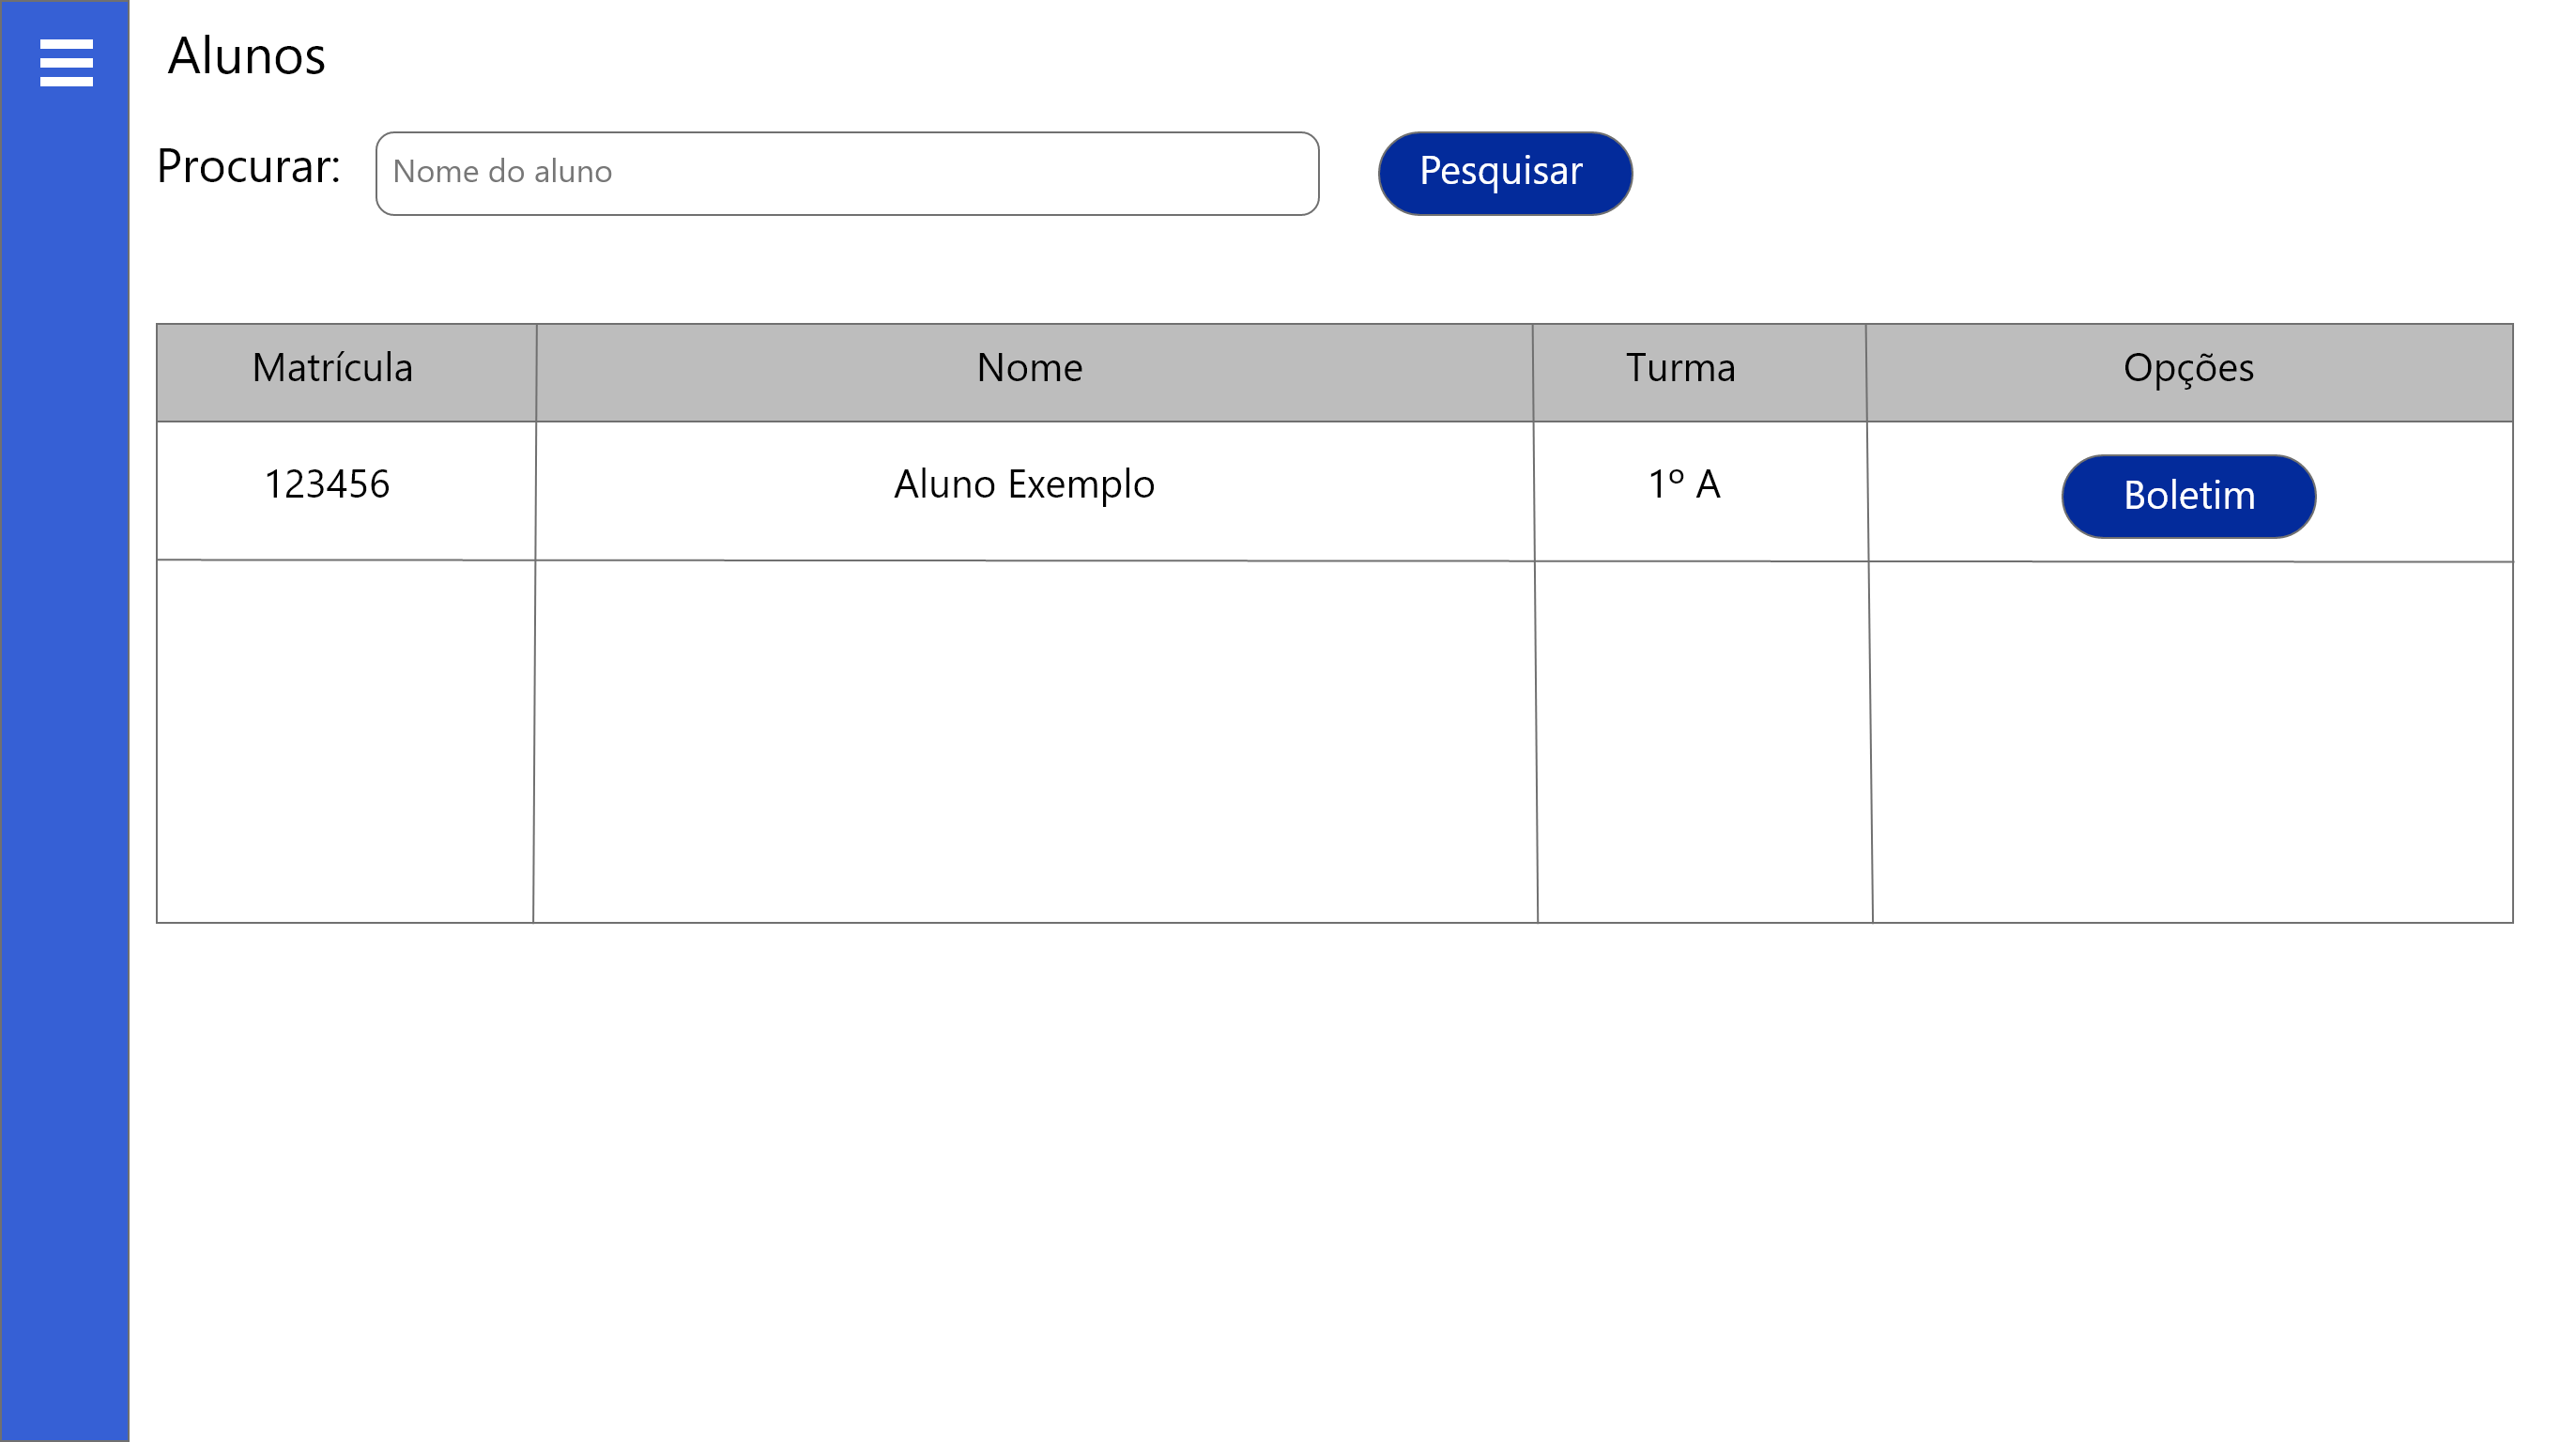 Alunos
Procurar: Nome do aluno Pesquisar
Matrícula Nome Turma Opções
123456 Aluno Exemplo 1º A Boletim